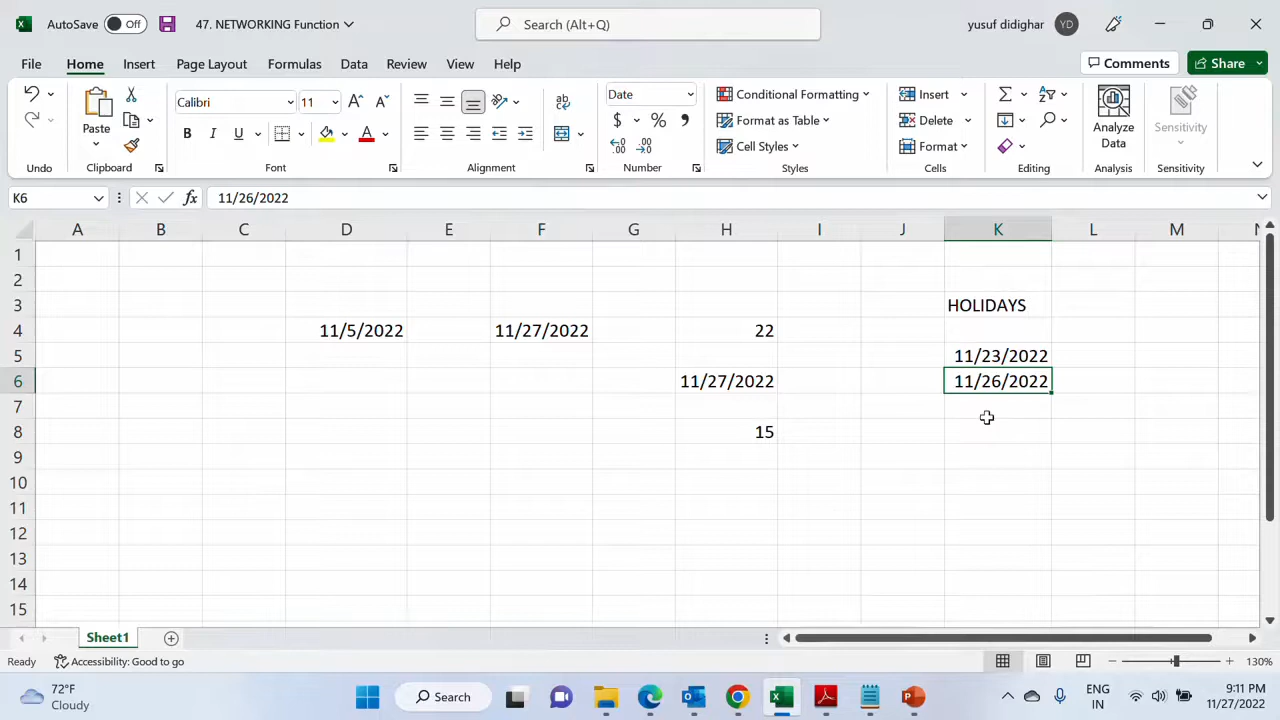 AutoSave Off 47. NETWORKING Function Search (Alt+Q) yusuf didighar YD
File Home Insert Page Layout Formulas Data Review View Help Comments Share
Calibri 11 Date Conditional Formatting Insert
Paste B I U $ % Format as Table Delete Analyze Data Sensitivity
Cell Styles Format
Undo Clipboard Font Alignment Number Styles Cells Editing Analysis Sensitivity
K6 fx 11/26/2022
A B C D E F G H I J K L M N
1
2
3 HOLIDAYS
4 11/5/2022 11/27/2022 22
5 11/23/2022
6 11/27/2022 11/26/2022
7
8 15
9
10
11
12
13
14
15
Sheet1
Ready Accessibility: Good to go 130%
72°F Search ENG 9:11 PM
Cloudy IN 11/27/2022